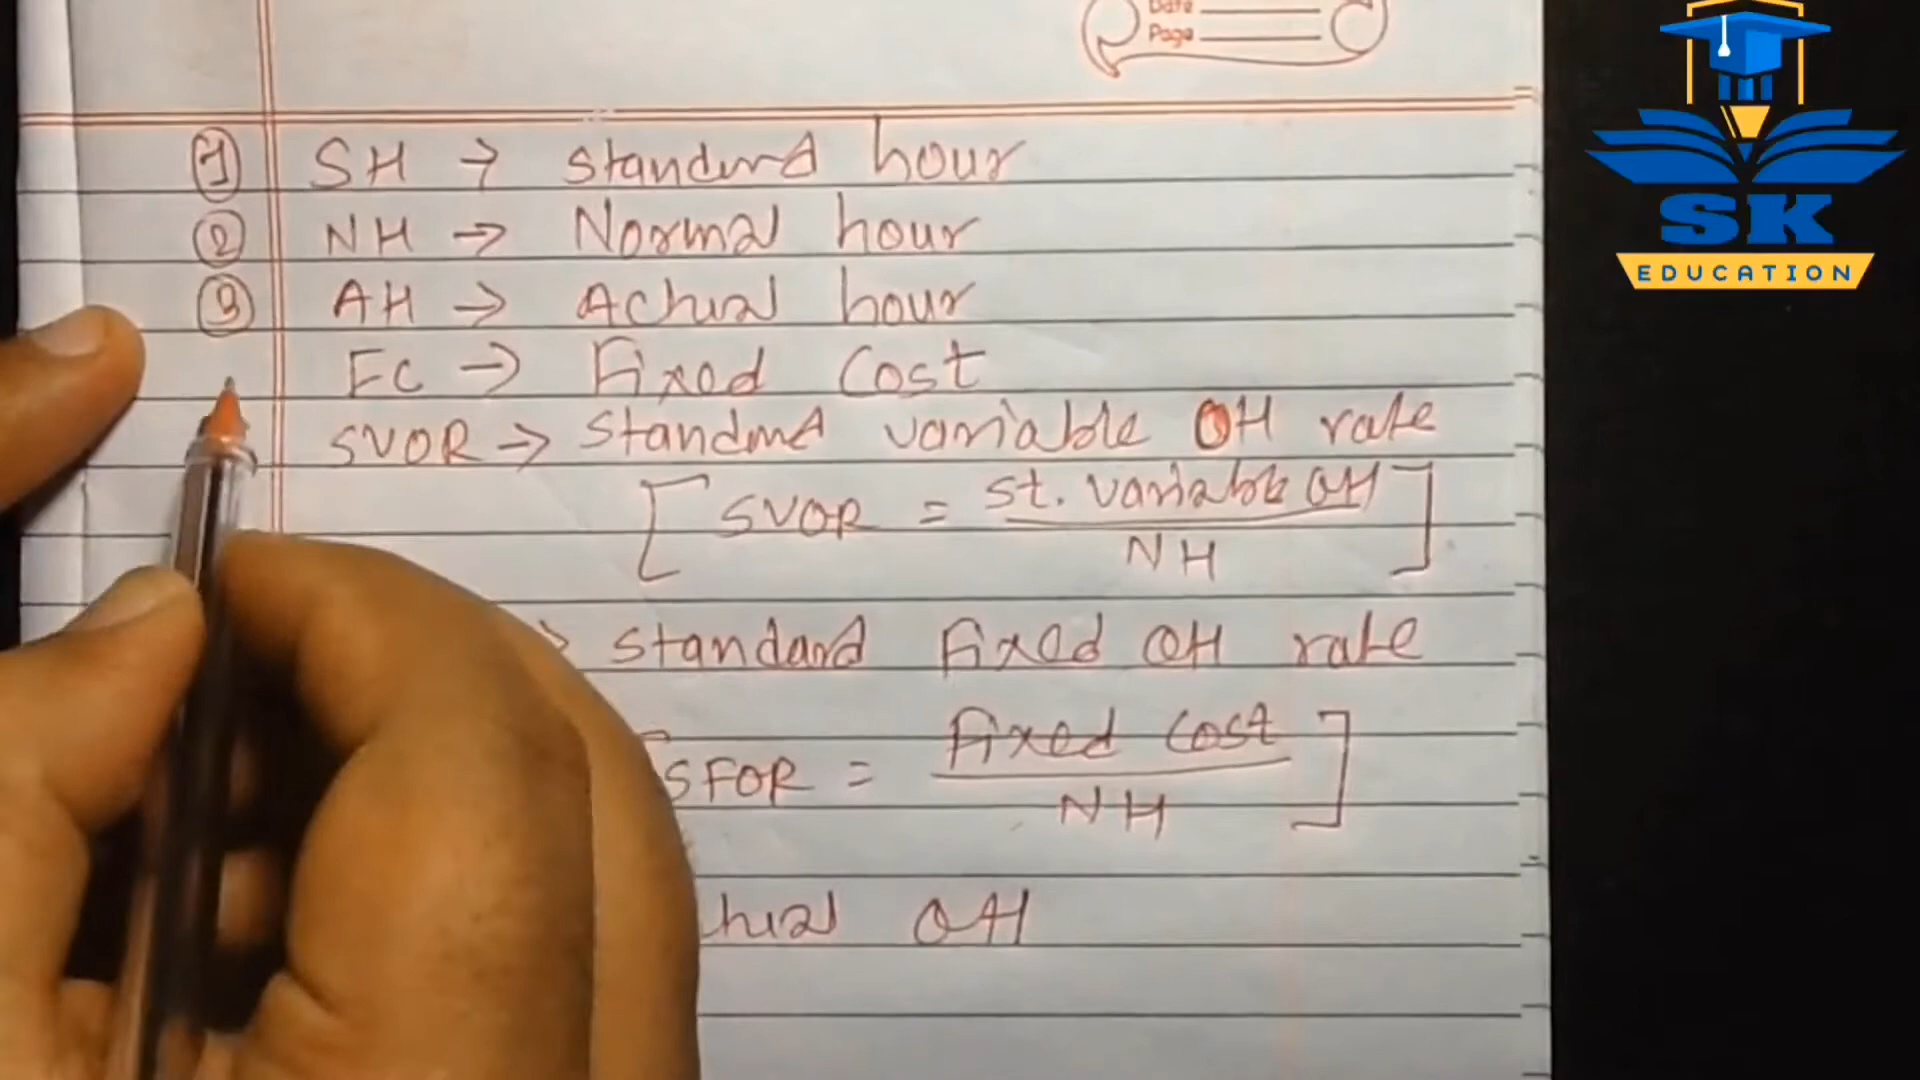 Date
Page
SK
EDUCATION
① SH → Standard hour
② NH → Normal hour
③ AH → Actual hour
FC → Fixed Cost
SVOR → Standard variable OH rate
[SVOR = St. variable OH / NH]
Standard Fixed OH rate
SFOR = Fixed Cost / NH]
OH